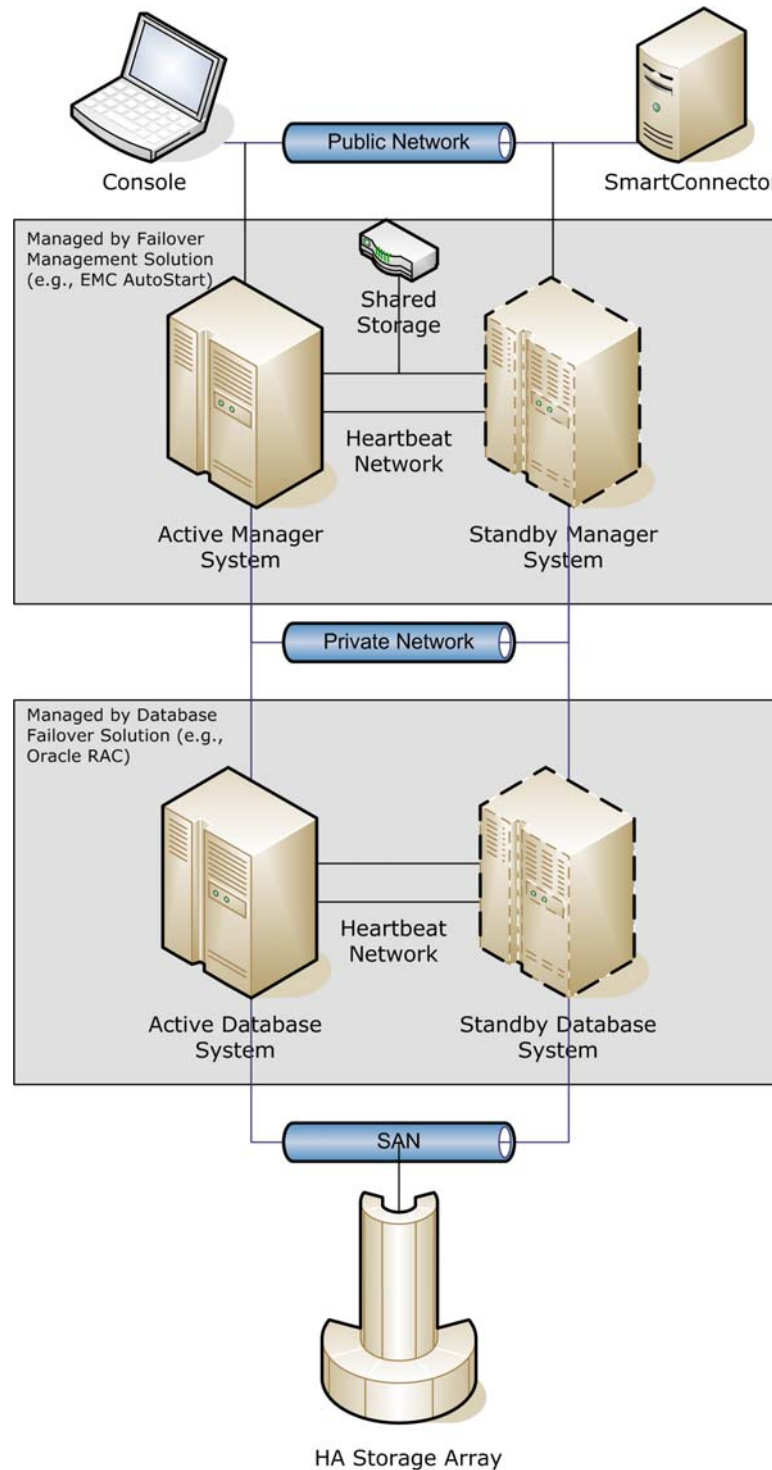 Public Network
Console
SmartConnector
Managed by Failover
Management Solution
(e.g., EMC AutoStart)
Shared
Storage
Heartbeat
Network
Active Manager
System
Standby Manager
System
Private Network
Managed by Database
Failover Solution (e.g.,
Oracle RAC)
Heartbeat
Network
Active Database
System
Standby Database
System
SAN
HA Storage Array